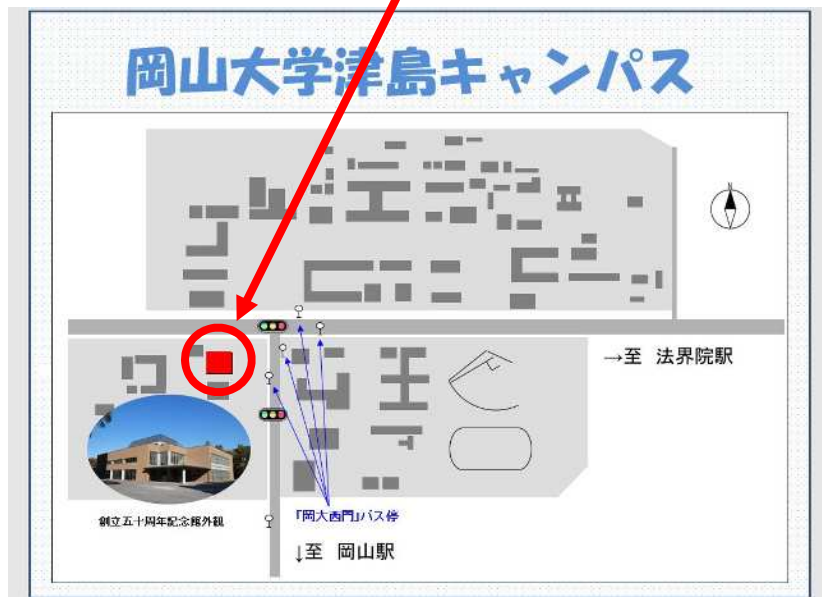 岡山大学津島キャンパス
→至 法界院駅
創立五十周年記念館外観
「岡大西門」バス停
↓至 岡山駅